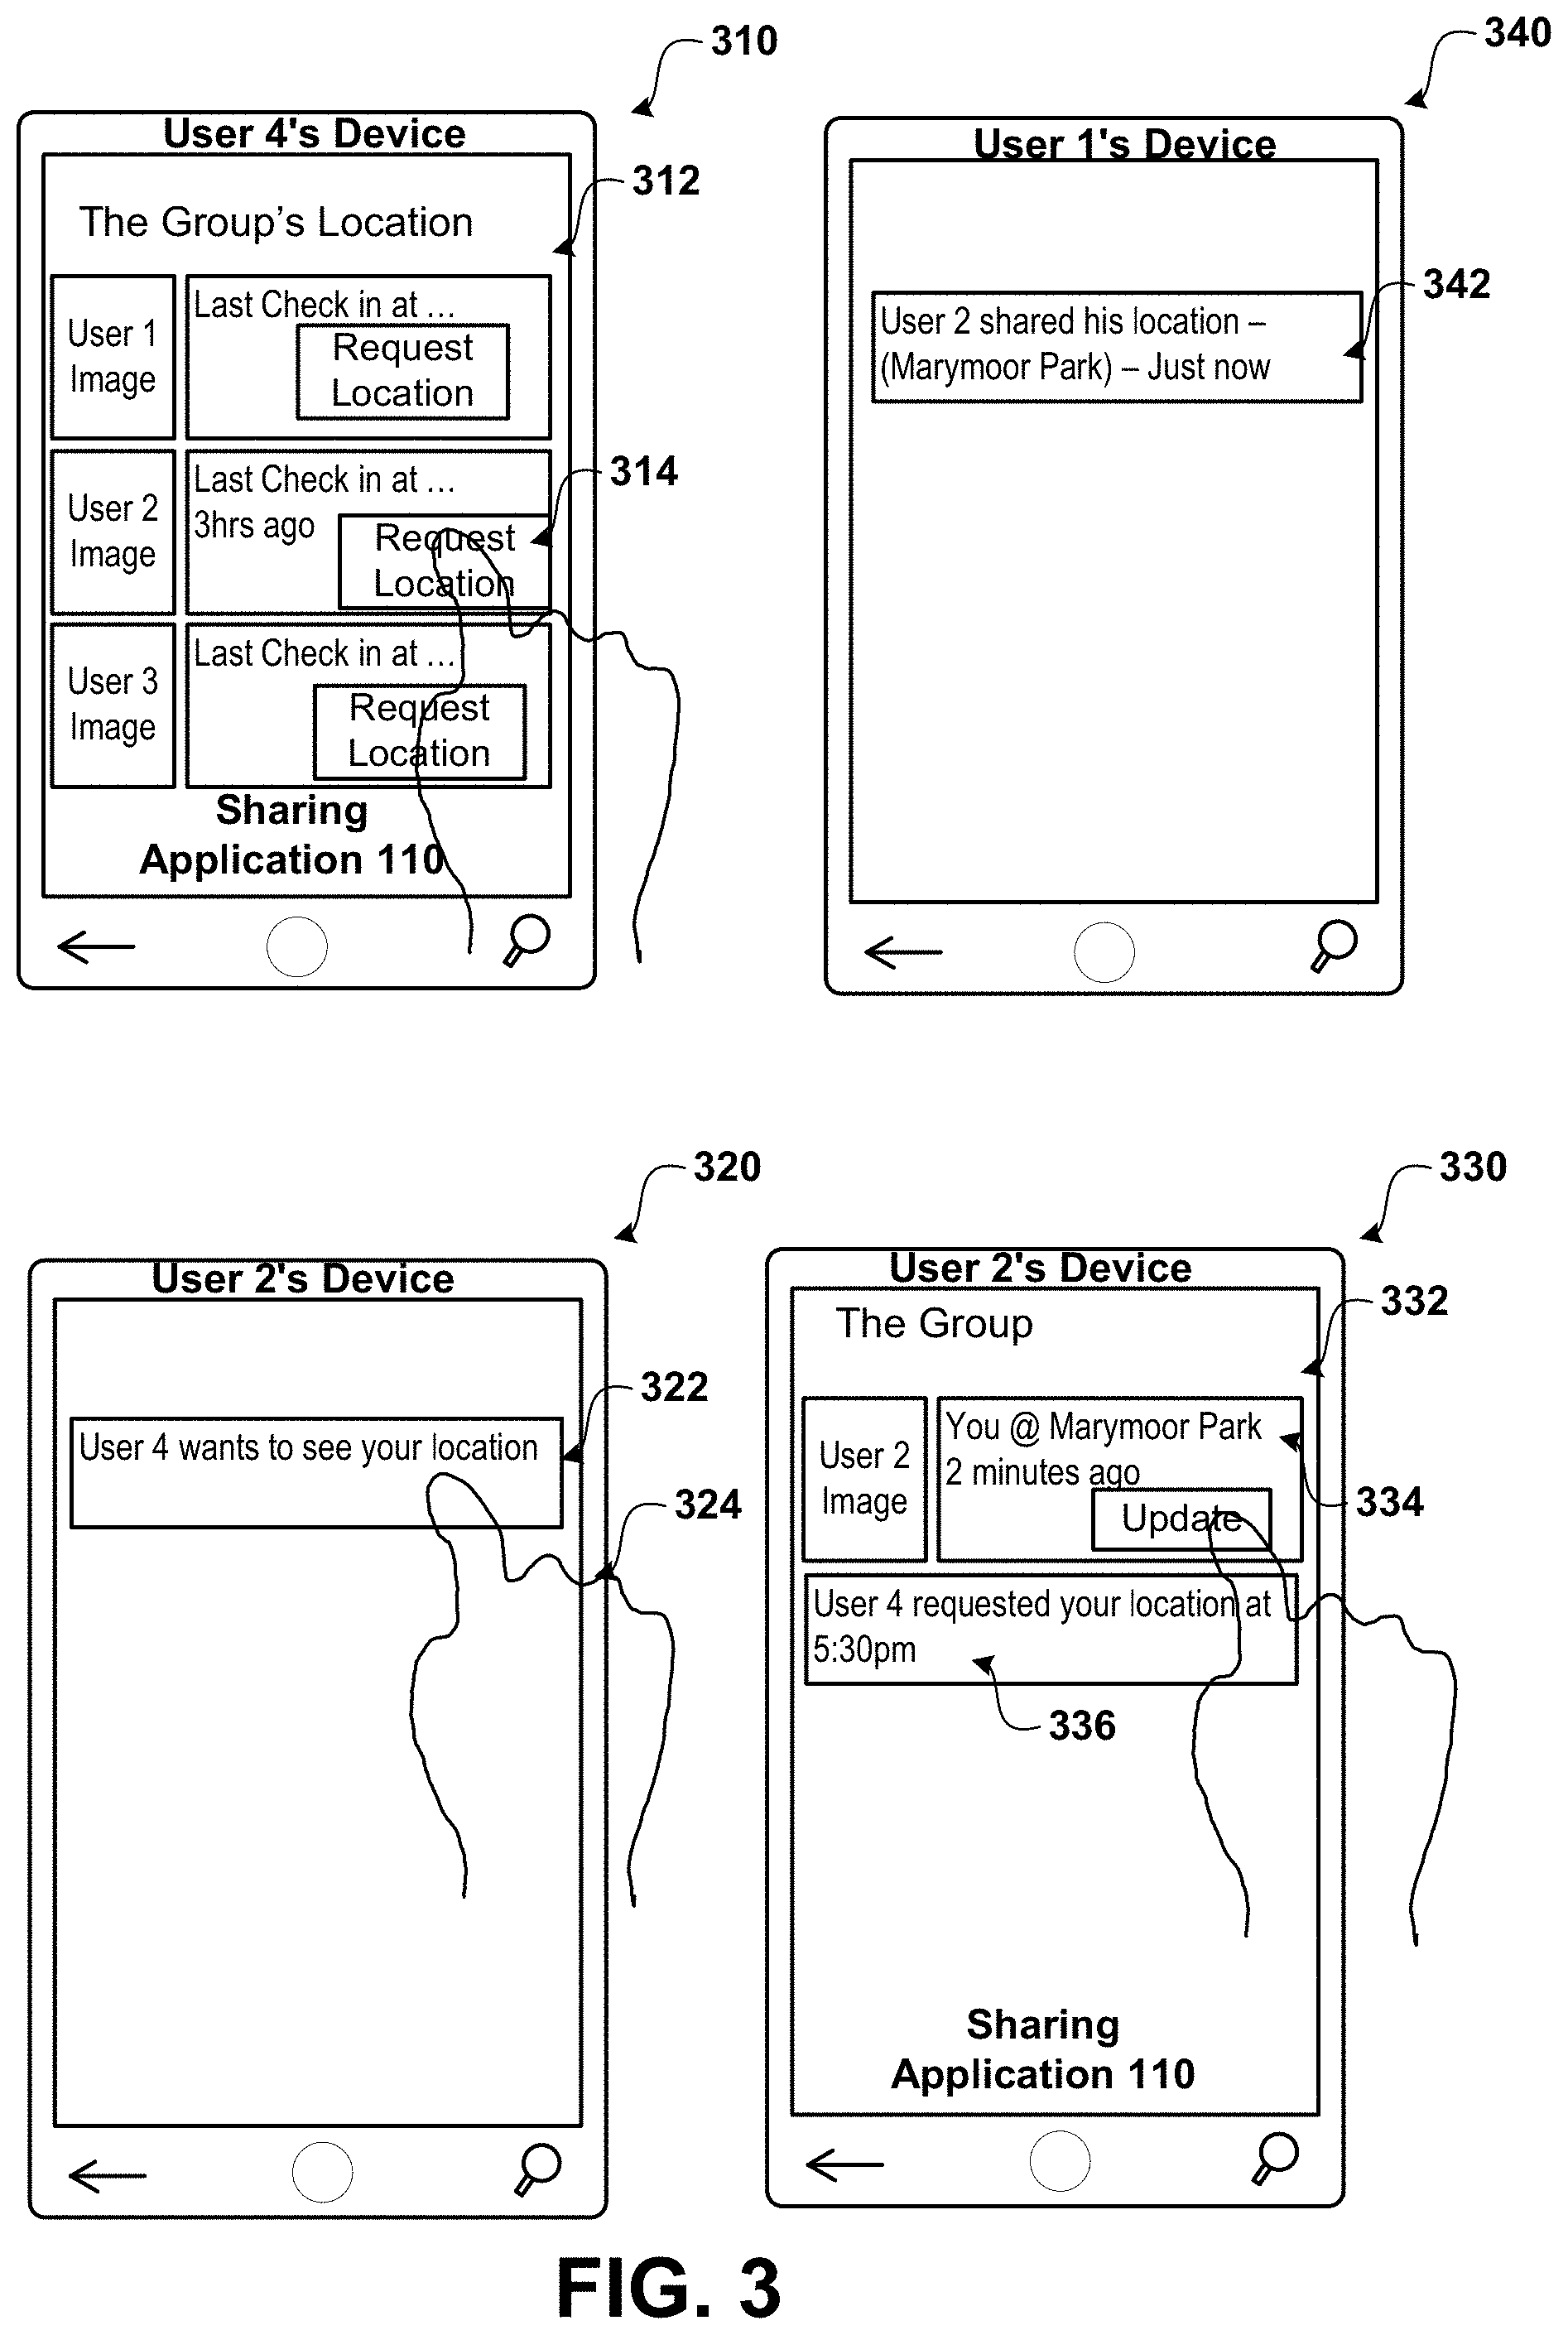 310
User 4's Device
312
The Group’s Location
User 1
Image
Last Check in at ...
Request
Location
314
User 2
Image
Last Check in at ...
3hrs ago
Request
Location
User 3
Image
Last Check in at ...
Request
Location
Sharing
Application 110
340
User 1's Device
342
User 2 shared his location –
(Marymoor Park) – Just now
320
User 2's Device
322
User 4 wants to see your location
324
330
User 2's Device
332
The Group
User 2
Image
You @ Marymoor Park
2 minutes ago
Update
334
User 4 requested your location at
5:30pm
336
Sharing
Application 110
FIG. 3